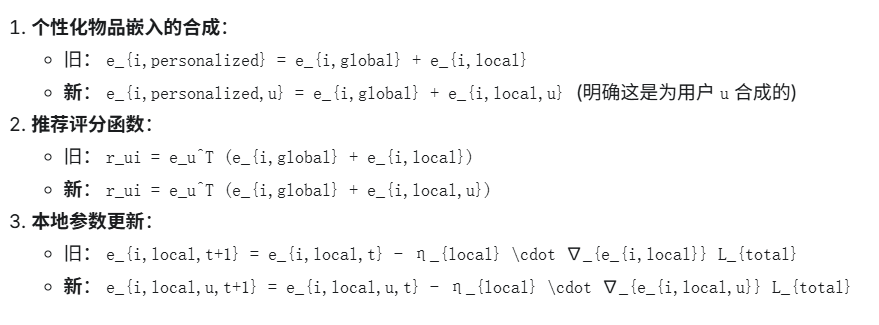 1. 个性化物品嵌入的合成：
旧： e_{i,personalized} = e_{i,global} + e_{i,local}
新： e_{i,personalized,u} = e_{i,global} + e_{i,local,u} (明确这是为用户 u 合成的)
2. 推荐评分函数：
旧： r_ui = e_u^T (e_{i,global} + e_{i,local})
新： r_ui = e_u^T (e_{i,global} + e_{i,local,u})
3. 本地参数更新：
旧： e_{i,local,t+1} = e_{i,local,t} - η_{local} \cdot ∇_{e_{i,local}} L_{total}
新： e_{i,local,u,t+1} = e_{i,local,u,t} - η_{local} \cdot ∇_{e_{i,local,u}} L_{total}